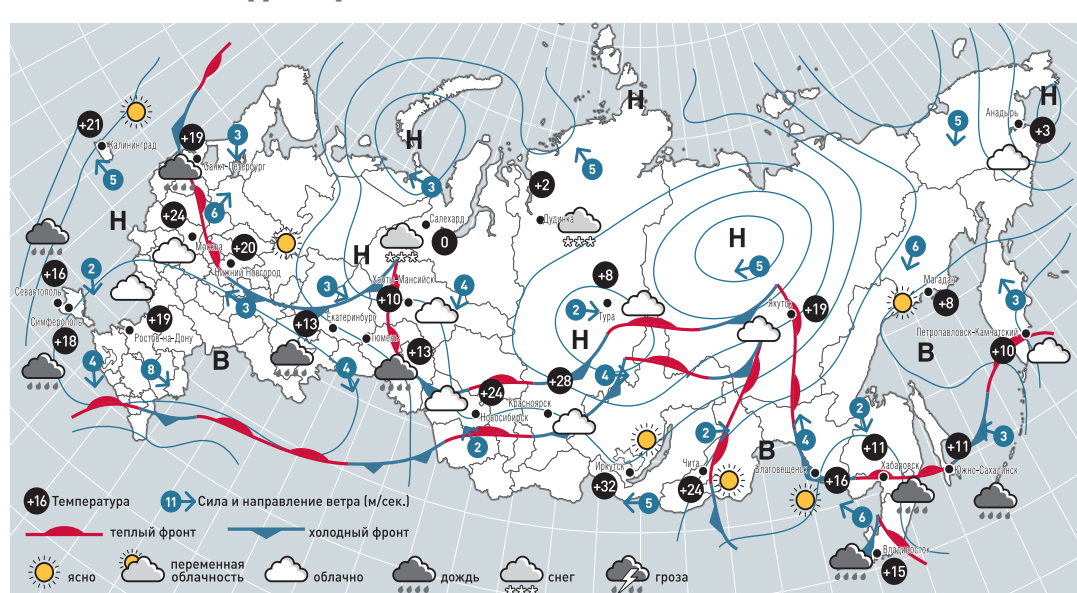 H
H
Анадырь
+3
5
+21
Калининград
5
+19
3
Санкт-Петербург
H
3
5
+2
Дудинка
H
+24
Москва
6
+20
Нижний Новгород
Салехард
0
H
H
5
6
+16
Севастополь
2
Симферополь
+18
+19
Ростов-на-Дону
3
3
Ханты-Мансийск
+10
4
+13
Екатеринбург
Тюмень
+13
+8
2
Тура
H
Якутск
+19
Магадан
+8
3
Петропавловск-Камчатский
+10
B
B
4
8
4
+24
Новосибирск
Красноярск
+28
4
2
Иркутск
+32
5
Чита
+24
2
B
4
Благовещенск
+16
2
+11
Хабаровск
+11
Южно-Сахалинск
3
6
Владивосток
+15
+16 Температура
11 Сила и направление ветра (м/сек.)
теплый фронт
холодный фронт
ясно
переменная
облачность
облачно
дождь
снег
гроза